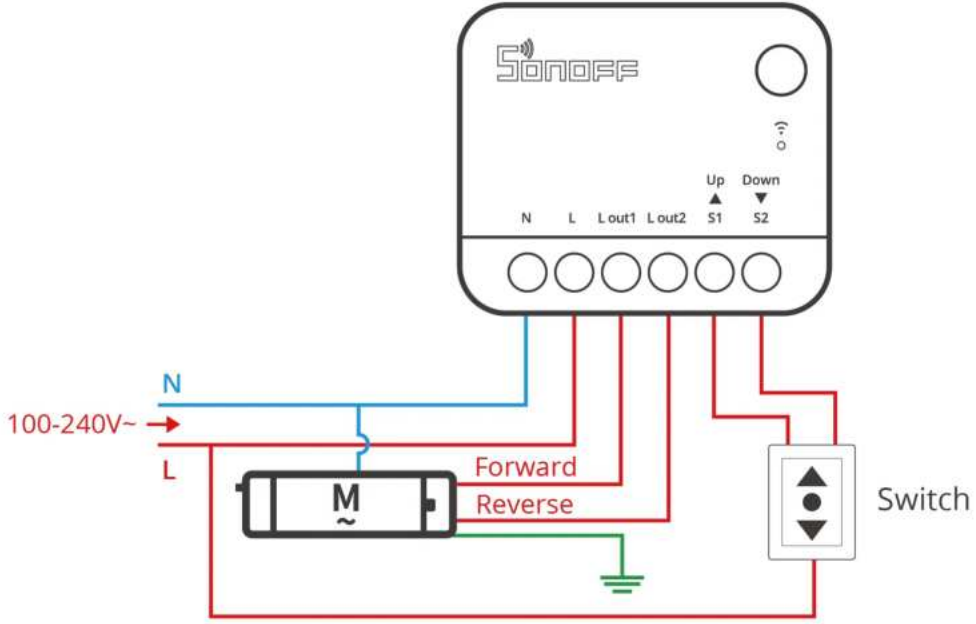 SONOFF
Up Down
▲ ▼
N L L out1 L out2 S1 S2
N
100-240V~
L
Forward
Reverse
M
~
Switch